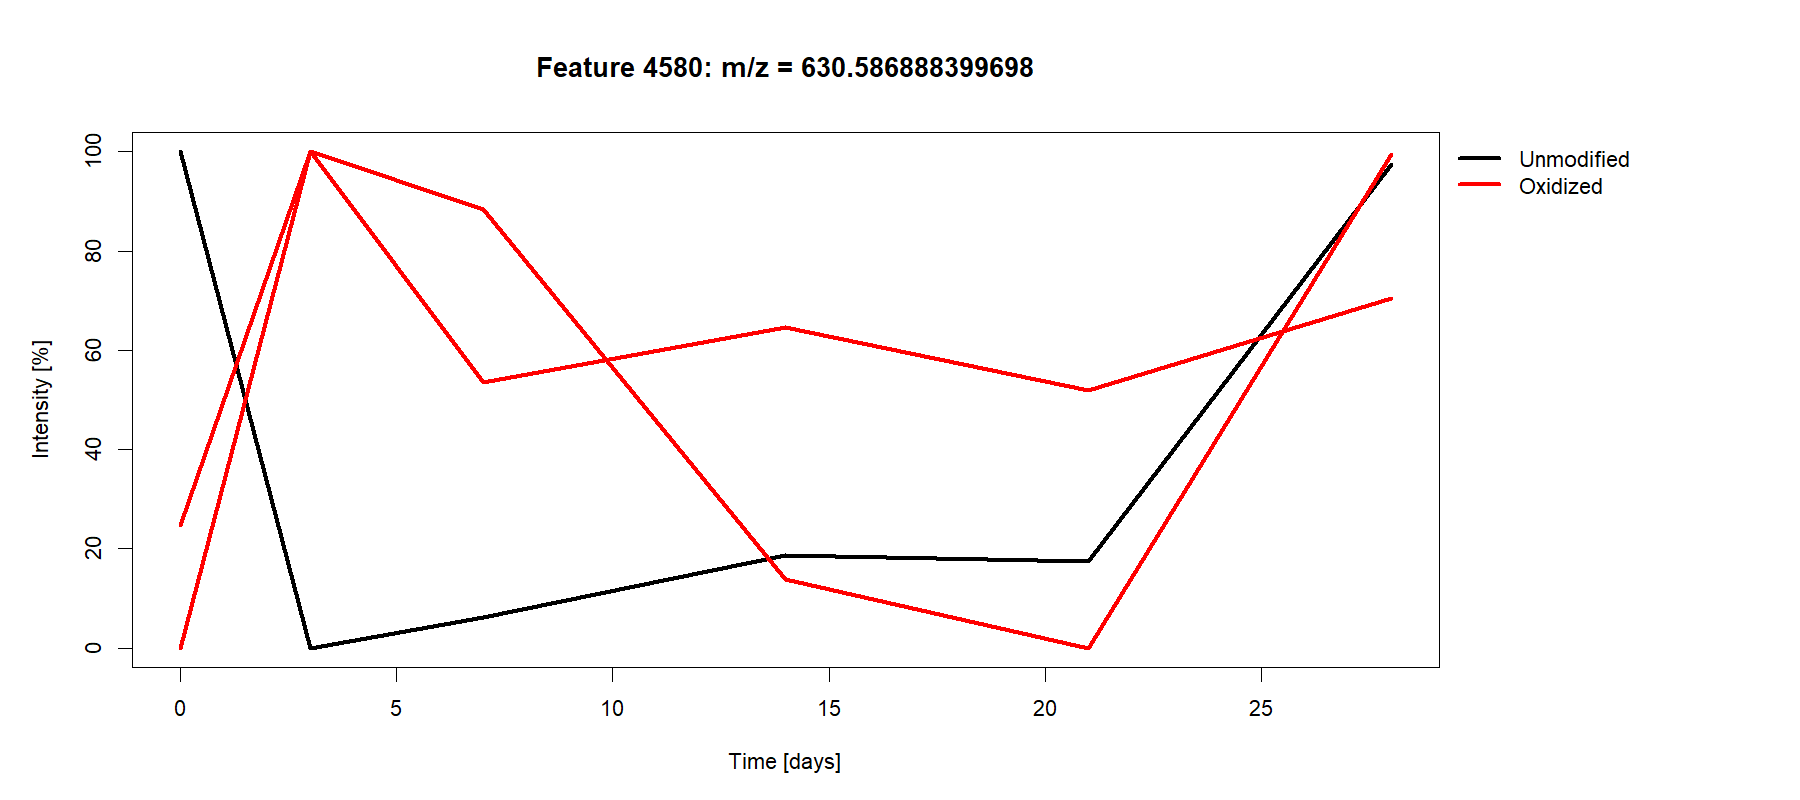 Feature 4580: m/z = 630.586888399698
Unmodified
Oxidized
Intensity [%]
100
80
60
40
20
0
0 5 10 15 20 25
Time [days]